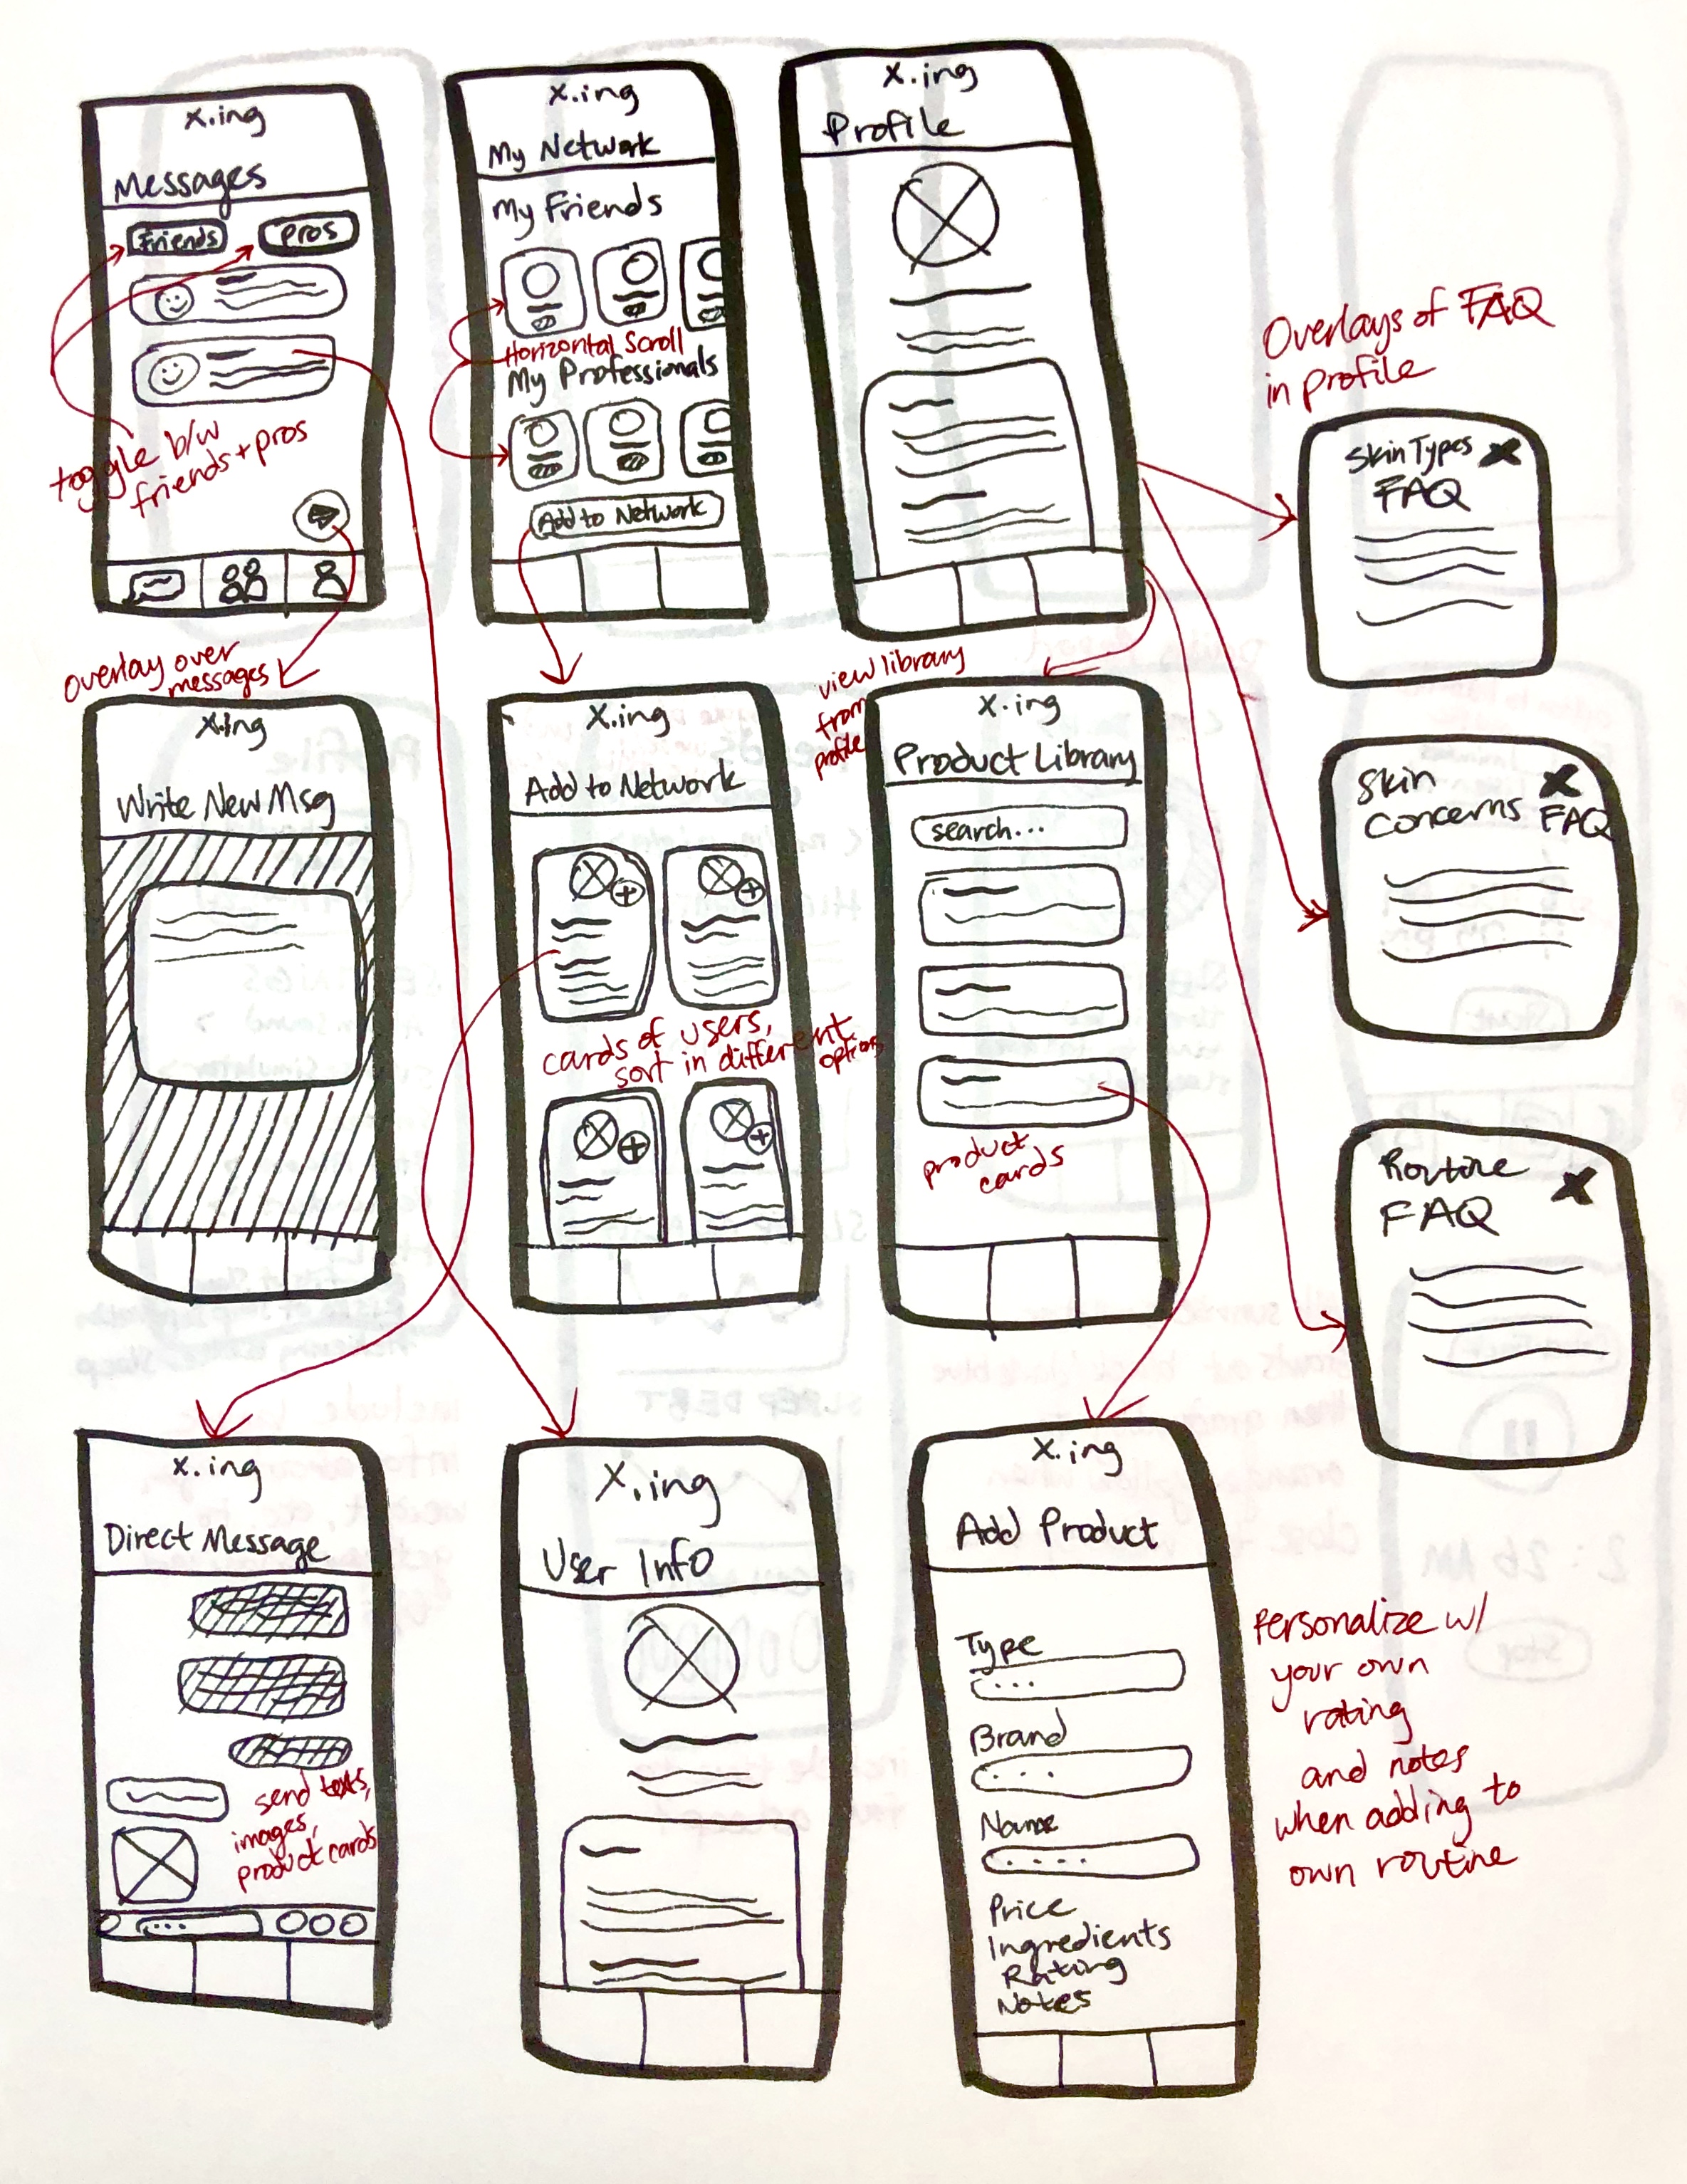 x.ing
Messages
Friends
pros
toggle b/w
friends + pros
x.ing
My Network
My Friends
Horizontal Scroll
My Professionals
Add to Network
x.ing
Profile
Overlays of FAQ
in profile
Skin Types
FAQ
Skin
Concerns FAQ
Routine
FAQ
overlay over
messages
x.ing
Write New Msg
X.ing
Add to Network
cards of users,
sort in different
options
view library
from
profile
x.ing
Product Library
search...
product
cards
x.ing
Direct Message
send texts,
images,
product cards
...
X.ing
User Info
x.ing
Add Product
Type
...
Brand
...
Name
....
Price
Ingredients
Rating
Notes
Personalize w/
your own
rating
and notes
when adding to
own routine